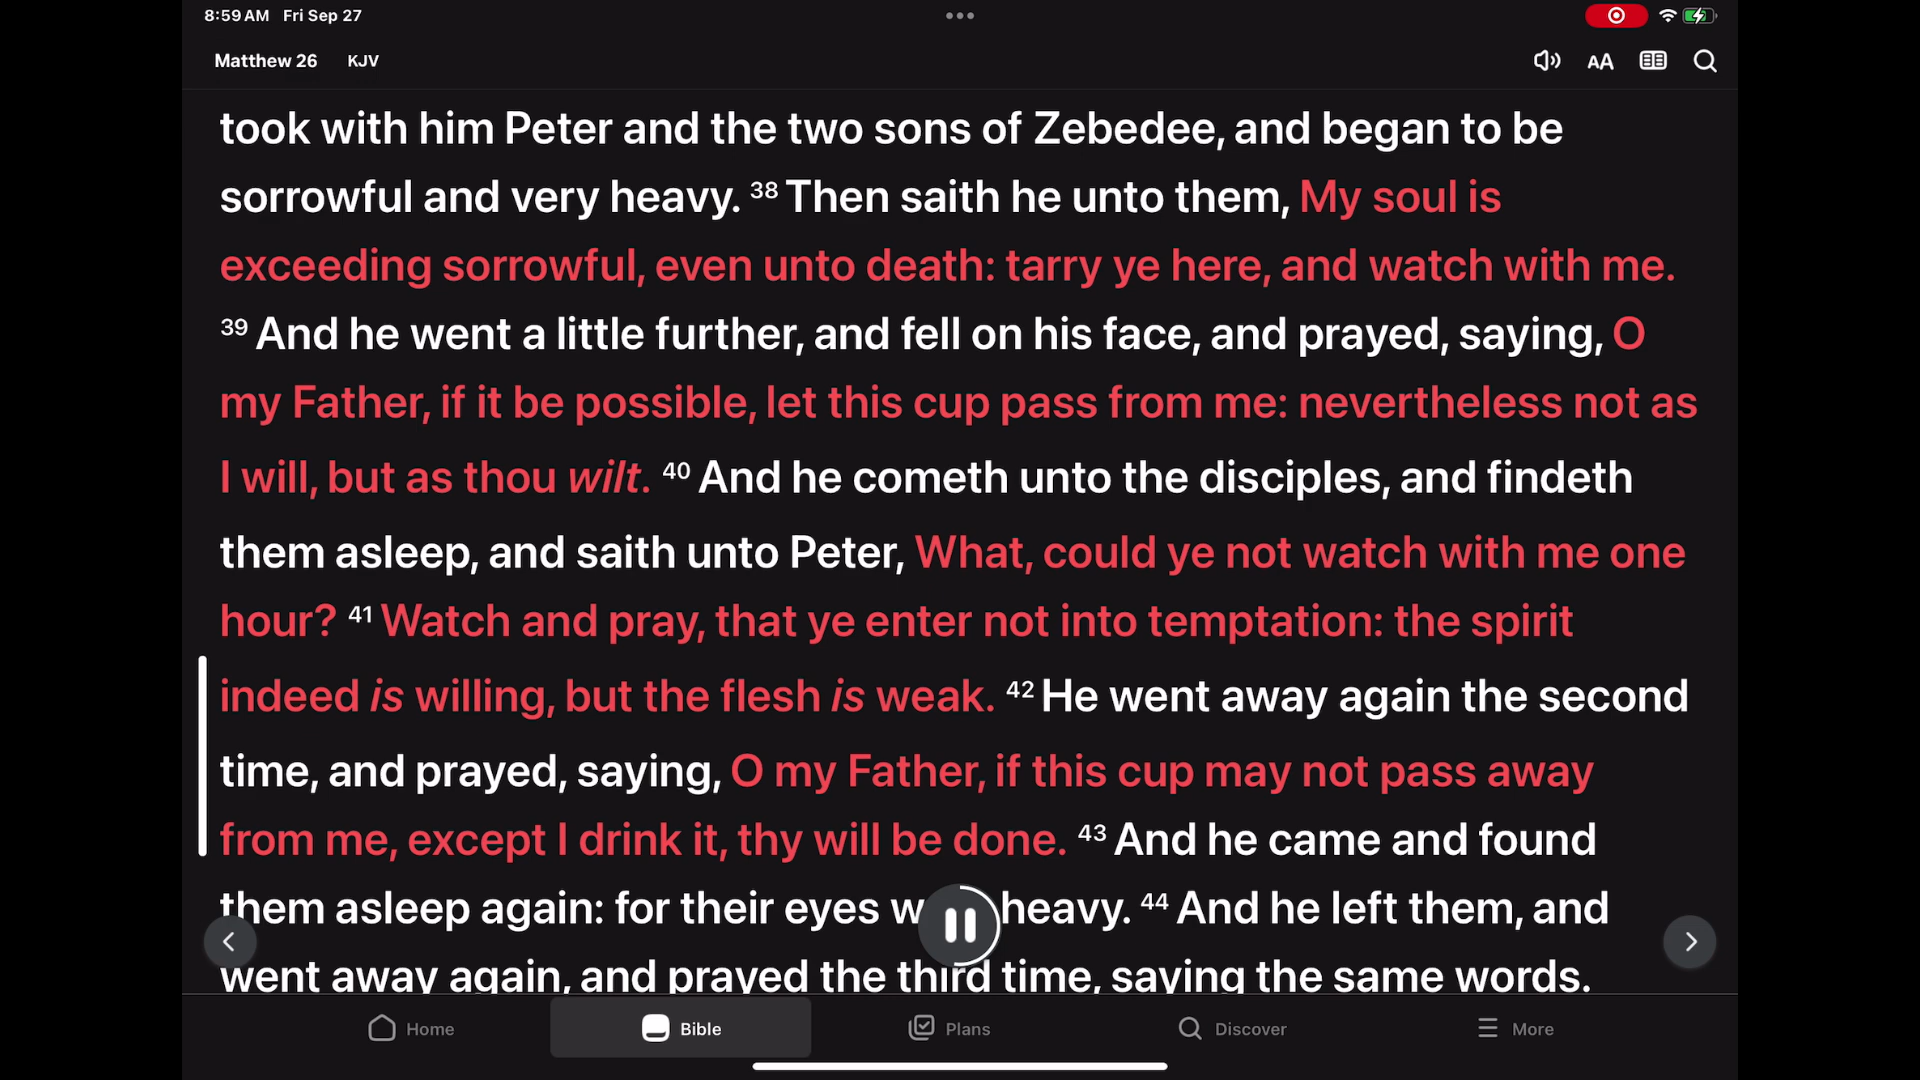 8:59 AM Fri Sep 27
Matthew 26 KJV
AA
took with him Peter and the two sons of Zebedee, and began to be
sorrowful and very heavy. 38 Then saith he unto them, My soul is
exceeding sorrowful, even unto death: tarry ye here, and watch with me.
39 And he went a little further, and fell on his face, and prayed, saying, O
my Father, if it be possible, let this cup pass from me: nevertheless not as
I will, but as thou wilt. 40 And he cometh unto the disciples, and findeth
them asleep, and saith unto Peter, What, could ye not watch with me one
hour? 41 Watch and pray, that ye enter not into temptation: the spirit
indeed is willing, but the flesh is weak. 42 He went away again the second
time, and prayed, saying, O my Father, if this cup may not pass away
from me, except I drink it, thy will be done. 43 And he came and found
them asleep again: for their eyes w heavy. 44 And he left them, and
went away again, and prayed the third time, saying the same words.
Home Bible Plans Discover More